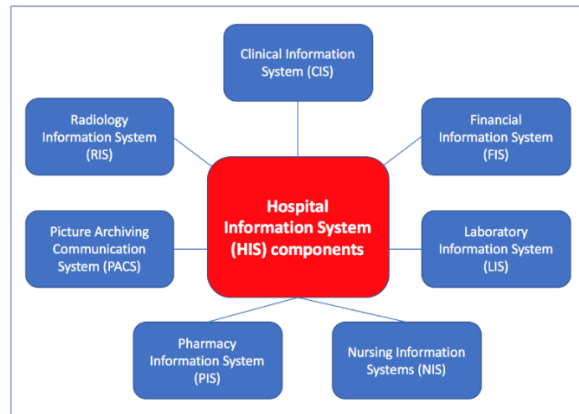 Clinical Information
System (CIS)
Radiology
Information System
(RIS)
Financial
Information System
(FIS)
Hospital
Information System
(HIS) components
Picture Archiving
Communication
System (PACS)
Laboratory
Information System
(LIS)
Pharmacy
Information System
(PIS)
Nursing Information
Systems (NIS)